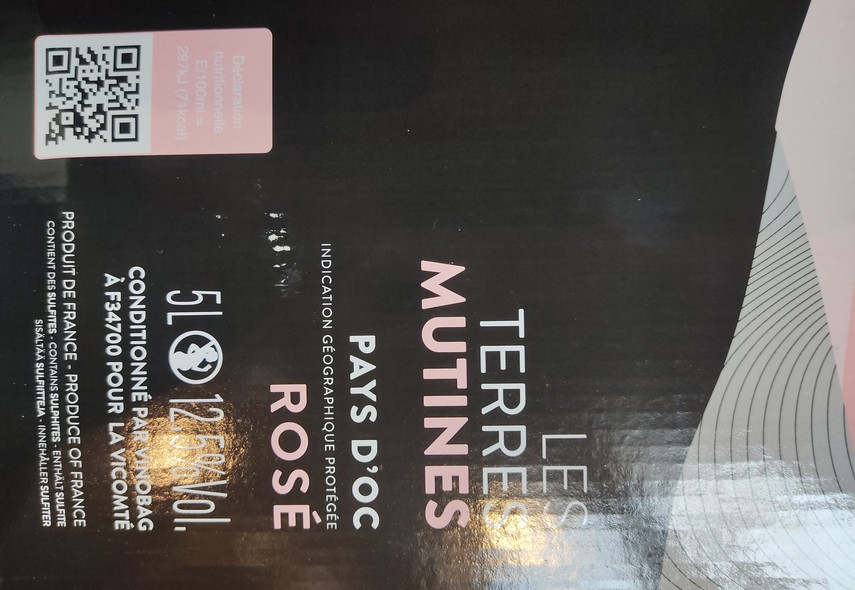 LES
TERRES
MUTINES
PAYS D'OC
INDICATION GÉOGRAPHIQUE PROTÉGÉE
ROSÉ
5L 12,5% Vol.
CONDITIONNÉ PAR VINOBAG
À F34700 POUR LA VICOMTÉ
PRODUIT DE FRANCE - PRODUCE OF FRANCE
CONTIENT DES SULFITES - CONTAINS SULPHITES - ENTHÄLT SULFITE
SISÄLTÄÄ SULFIITTEJA - INNEHÅLLER SULFITER
Déclaration
nutritionnelle
E/100ml =
297kJ (71kcal)